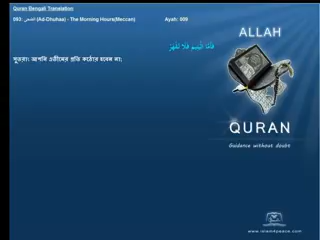 Quran Bengali Translation
093: الضحى (Ad-Dhuhaa) - The Morning Hours(Meccan) Ayah: 009
فَأَمَّا الْيَتِيمَ فَلَا تَقْهَرْ
সুতরাং আপনি এতীমের প্রতি কঠোর হবেন না;
ALLAH
QURAN
Guidance without doubt
www.islam4peace.com